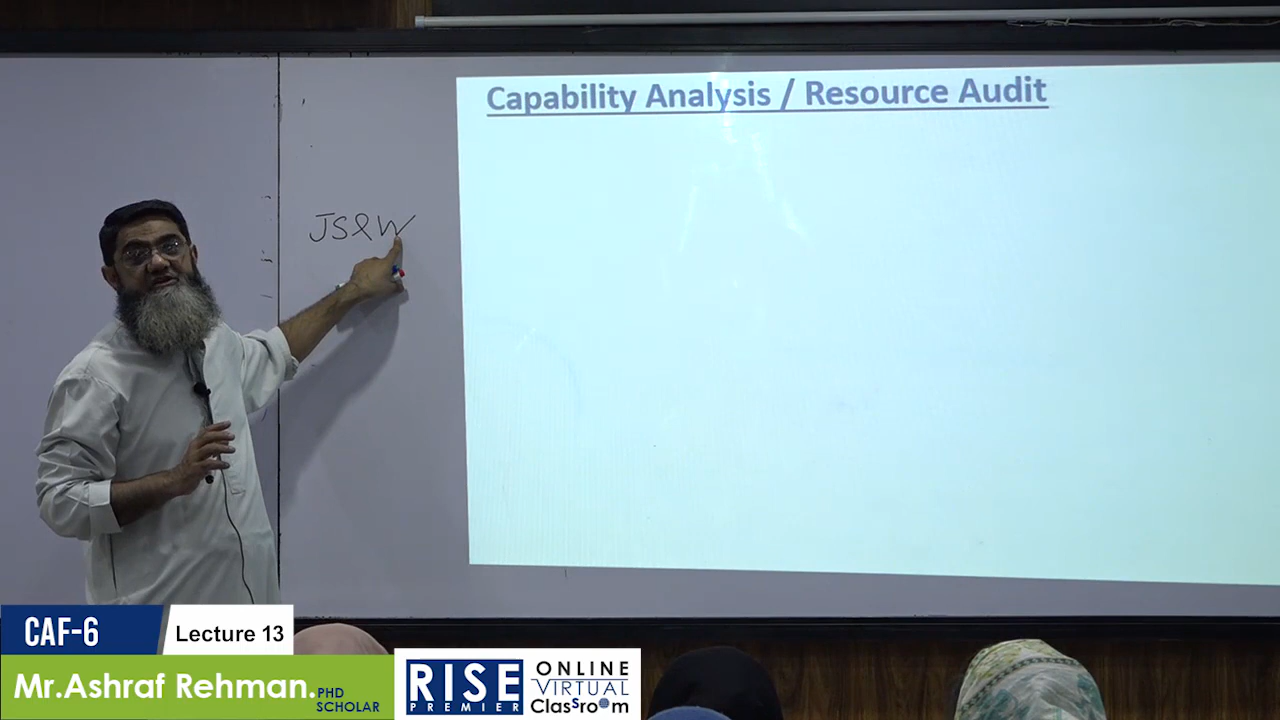 Capability Analysis / Resource Audit
JS&W
CAF-6
Lecture 13
Mr.Ashraf Rehman. PHD SCHOLAR
RISE PREMIER
ONLINE
VIRTUAL
ClasSroom